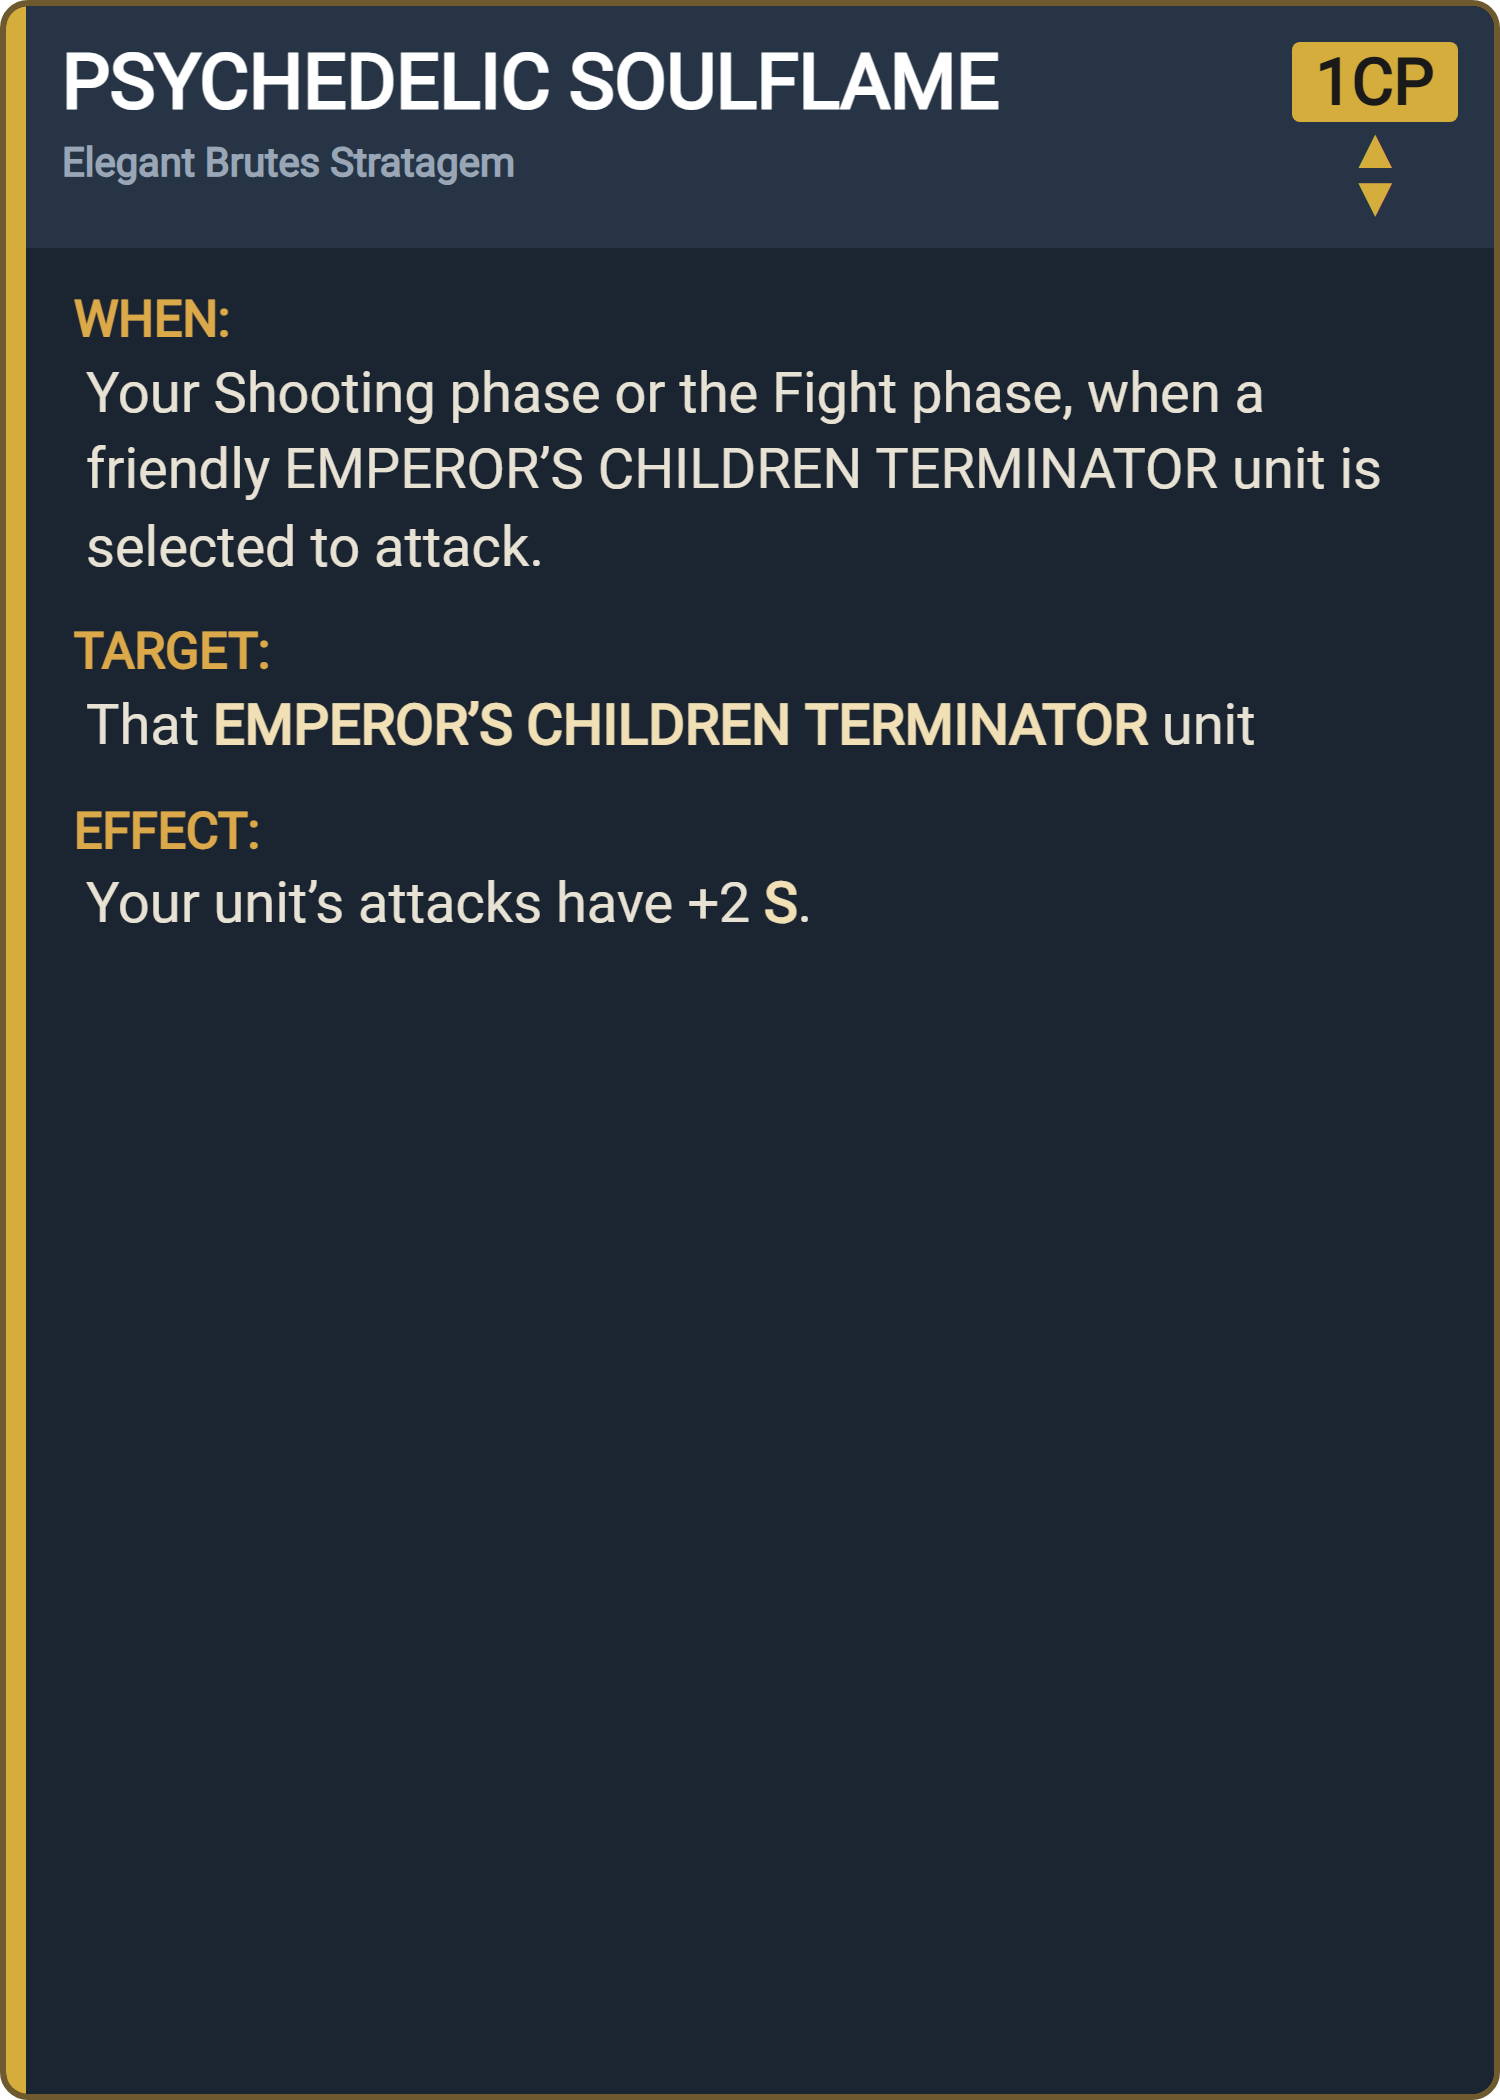 PSYCHEDELIC SOULFLAME
1CP
Elegant Brutes Stratagem
▲
▼
WHEN:
Your Shooting phase or the Fight phase, when a
friendly EMPEROR’S CHILDREN TERMINATOR unit is
selected to attack.
TARGET:
That EMPEROR’S CHILDREN TERMINATOR unit
EFFECT:
Your unit’s attacks have +2 S.